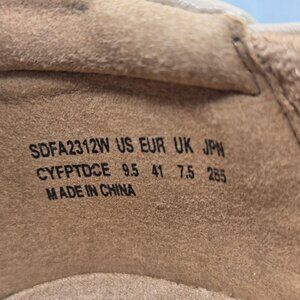 SDFA2312W US EUR UK JPN
CYFPTDCE 9.5 41 7.5 265
MADE IN CHINA